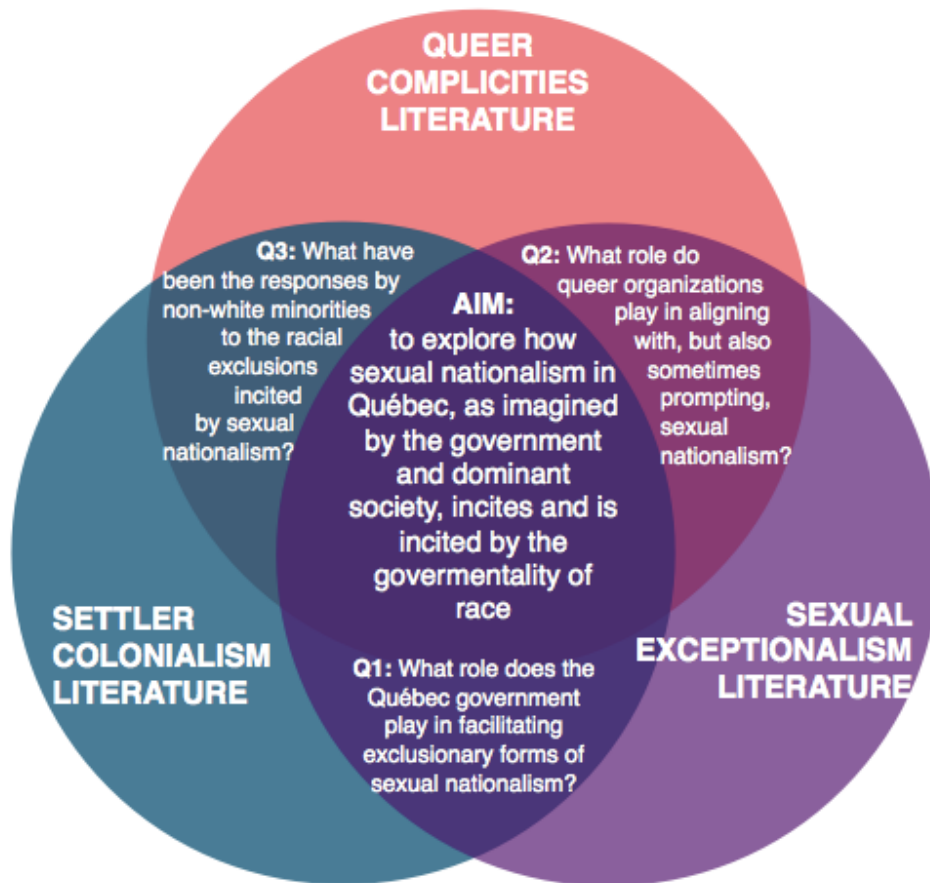 QUEER
COMPLICITIES
LITERATURE
Q3: What have
been the responses by
non-white minorities
to the racial
exclusions
incited
by sexual
nationalism?
Q2: What role do
queer organizations
play in aligning
with, but also
sometimes
prompting,
sexual
nationalism?
AIM:
to explore how
sexual nationalism in
Québec, as imagined
by the government
and dominant
society, incites and is
incited by the
govermentality of
race
SETTLER
COLONIALISM
LITERATURE
SEXUAL
EXCEPTIONALISM
LITERATURE
Q1: What role does the
Québec government
play in facilitating
exclusionary forms of
sexual nationalism?